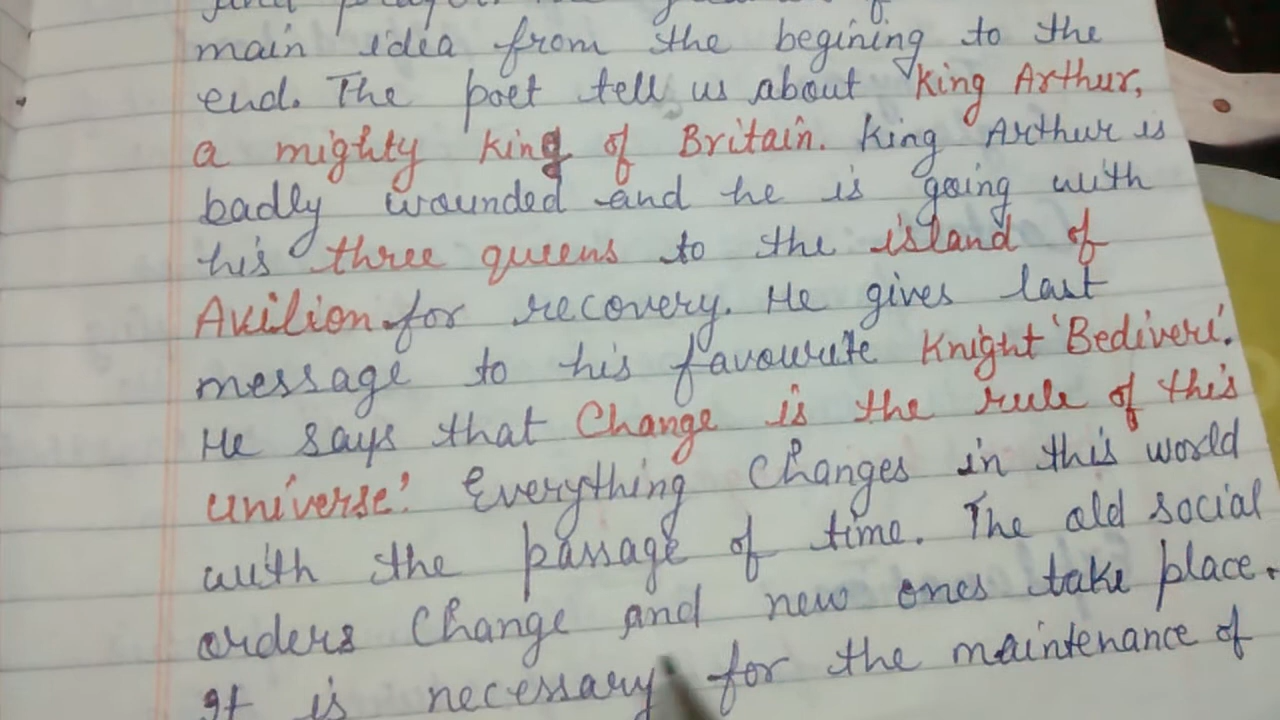 main idea from the begining to the
end. The poet tell us about King Arthur,
a mighty king of Britain. King Arthur is
badly wounded and he is going with
his three queens to the island of
Avilion for recovery. He gives last
message to his favourite Knight 'Bediveri'.
He says that Change is the rule of this
universe.' Everything Changes in this world
with the passage of time. The old social
orders Change and new ones take place.
It is necessary for the maintenance of